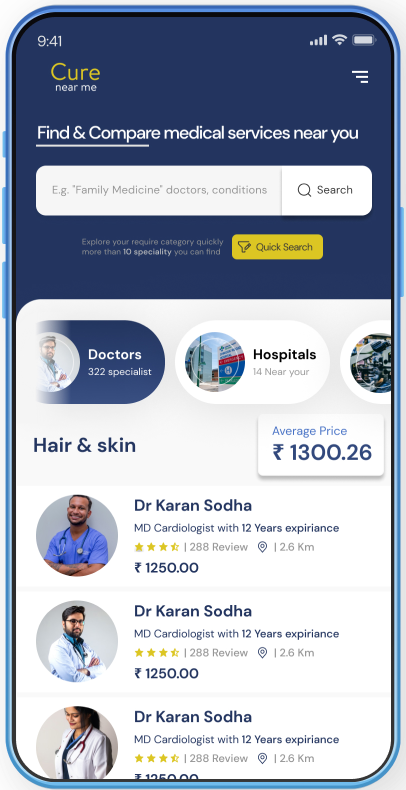 9:41
Cure
near me
Find & Compare medical services near you
E.g. "Family Medicine" doctors, conditions
Search
Explore your require category quickly
more than 10 speciality you can find
Quick Search
Doctors
322 specialist
Hospitals
14 Near your
Hair & skin
Average Price
₹ 1300.26
Dr Karan Sodha
MD Cardiologist with 12 Years expiriance
| 288 Review | 2.6 Km
₹ 1250.00
Dr Karan Sodha
MD Cardiologist with 12 Years expiriance
| 288 Review | 2.6 Km
₹ 1250.00
Dr Karan Sodha
MD Cardiologist with 12 Years expiriance
| 288 Review | 2.6 Km
₹ 1250.00